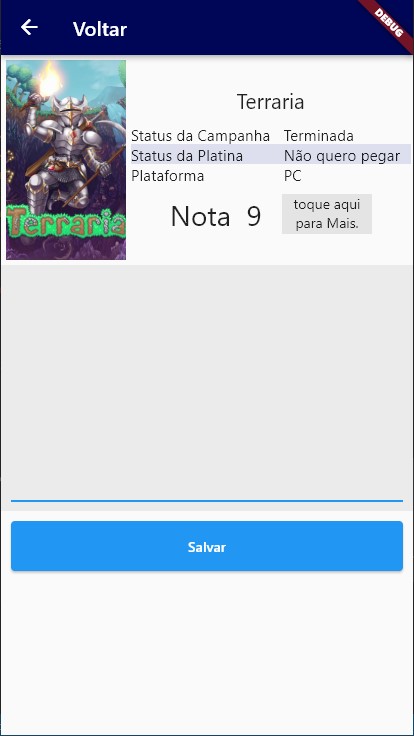 Voltar
DEBUG
Terraria
Terraria
Status da Campanha Terminada
Status da Platina Não quero pegar
Plataforma PC
Nota 9
toque aqui
para Mais.
Salvar